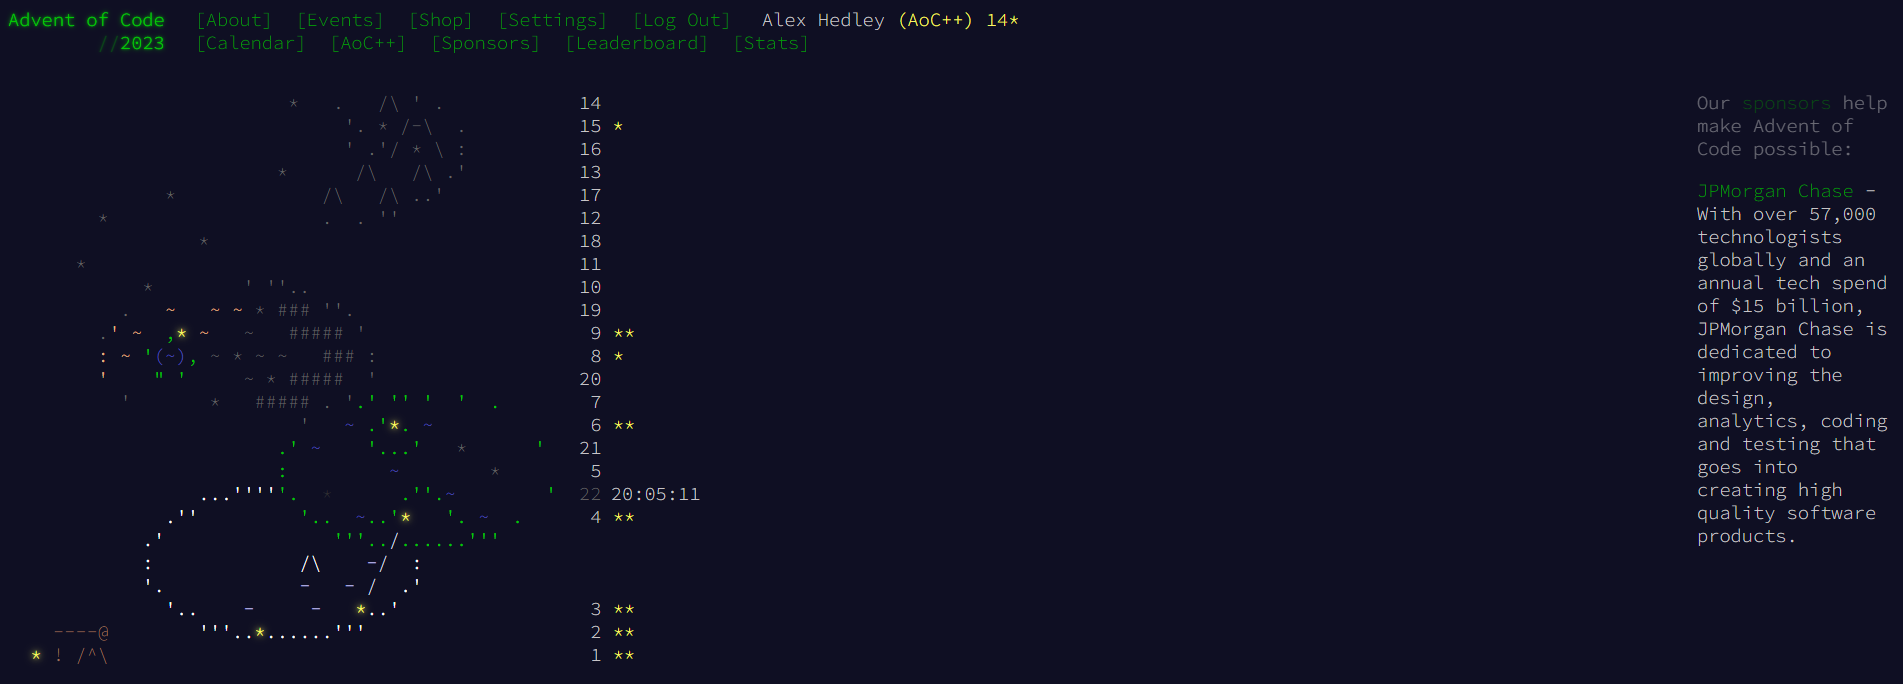 Advent of Code [About] [Events] [Shop] [Settings] [Log Out] Alex Hedley (AoC++) 14*
//2023 [Calendar] [AoC++] [Sponsors] [Leaderboard] [Stats]
* . /\ ' . 14
'. * /-\ . 15 *
' .'/ * \ : 16
* /\ /\ .' 13
* /\ /\ ..' 17
* . . '' 12
* 18
* 11
* ' ''.. 10
. ~ ~ ~ * ### ''. 19
.' ~ ,* ~ ~ ##### ' 9 **
: ~ '(~), ~ * ~ ~ ### : 8 *
' " ' ~ * ##### ' 20
' * ##### . '.' '' ' ' . 7
' ~ .'*. ~ 6 **
.' ~ '...' * ' 21
: ~ * 5
...'''''. * .''.~ ' 22 20:05:11
.'' '.. ~..'* '. ~ . 4 **
.' '''../......'''
: /\ -/ :
'. - - / .'
'.. - - *..' 3 **
----@ '''..*......''' 2 **
* ! /^\ 1 **
Our sponsors help
make Advent of
Code possible:
JPMorgan Chase -
With over 57,000
technologists
globally and an
annual tech spend
of $15 billion,
JPMorgan Chase is
dedicated to
improving the
design,
analytics, coding
and testing that
goes into
creating high
quality software
products.